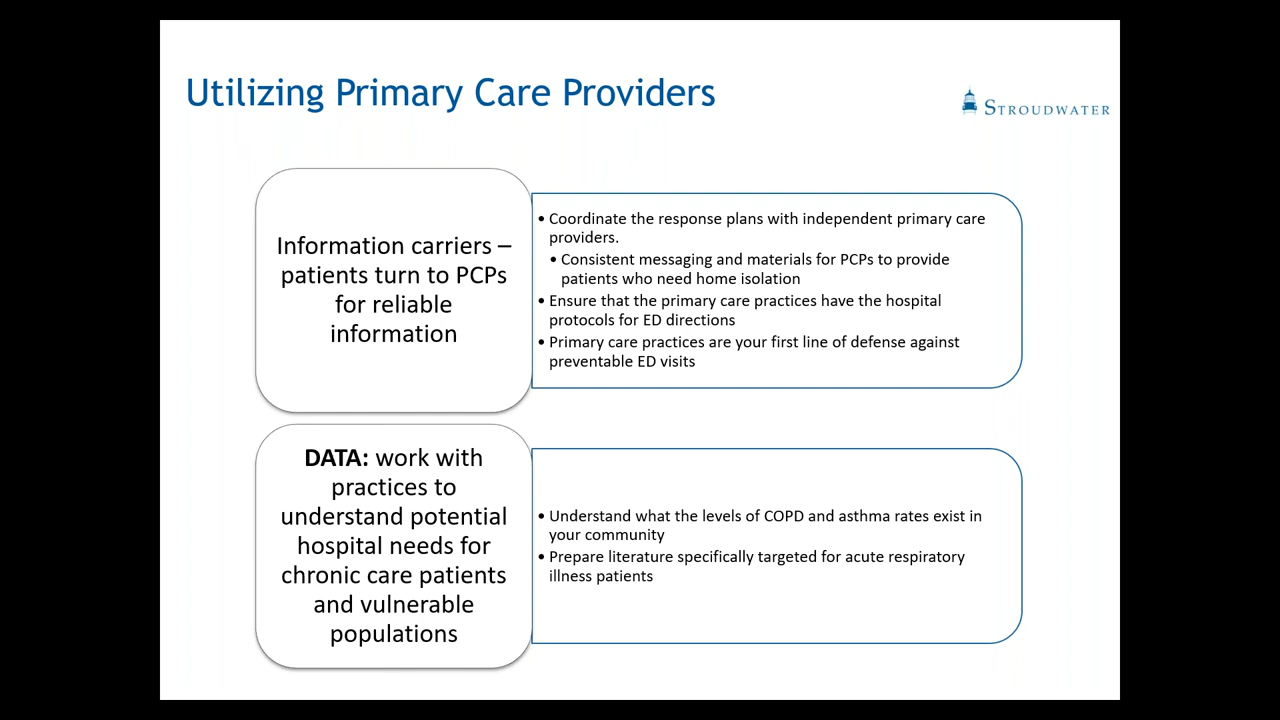 Utilizing Primary Care Providers
STROUDWATER
Information carriers –
patients turn to PCPs
for reliable
information
• Coordinate the response plans with independent primary care
providers.
• Consistent messaging and materials for PCPs to provide
patients who need home isolation
• Ensure that the primary care practices have the hospital
protocols for ED directions
• Primary care practices are your first line of defense against
preventable ED visits
DATA: work with
practices to
understand potential
hospital needs for
chronic care patients
and vulnerable
populations
• Understand what the levels of COPD and asthma rates exist in
your community
• Prepare literature specifically targeted for acute respiratory
illness patients